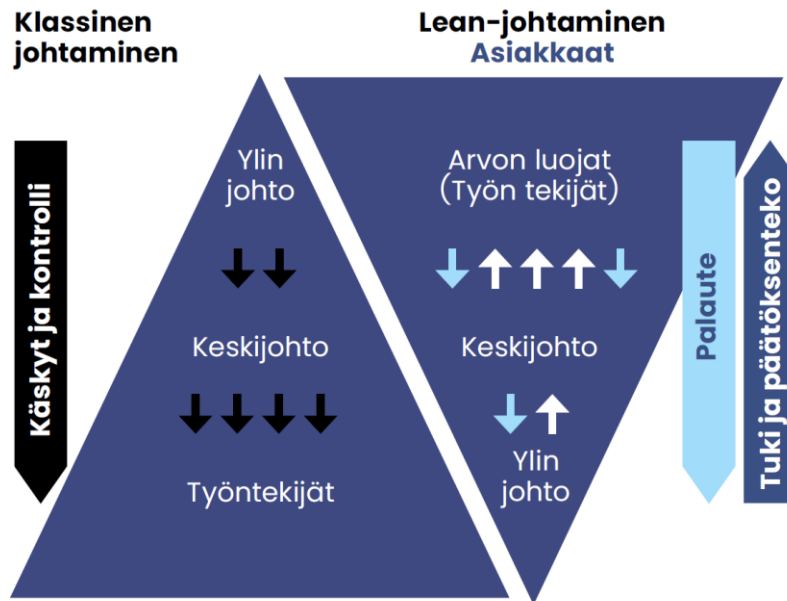 Klassinen
johtaminen
Käskyt ja kontrolli
Ylin
johto
Keskijohto
Työntekijät
Lean-johtaminen
Asiakkaat
Arvon luojat
(Työn tekijät)
Keskijohto
Ylin
johto
Palaute
Tuki ja päätöksenteko